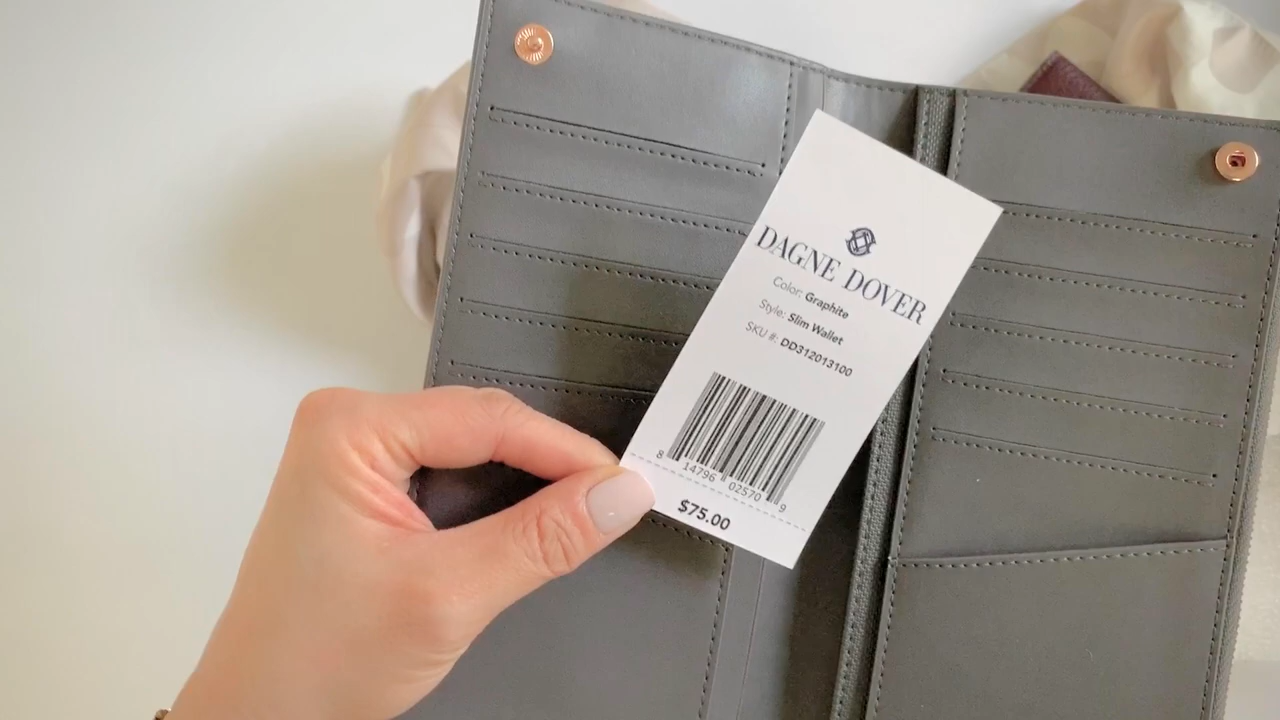 DAGNE DOVER
Color: Graphite
Style: Slim Wallet
SKU #: DD312013100
8 14796 02570 9
$75.00